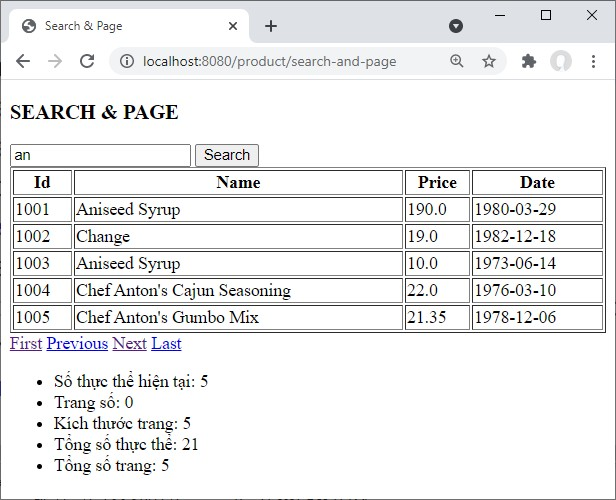 Search & Page
localhost:8080/product/search-and-page
SEARCH & PAGE
an Search
Id Name Price Date
1001 Aniseed Syrup 190.0 1980-03-29
1002 Change 19.0 1982-12-18
1003 Aniseed Syrup 10.0 1973-06-14
1004 Chef Anton's Cajun Seasoning 22.0 1976-03-10
1005 Chef Anton's Gumbo Mix 21.35 1978-12-06
First Previous Next Last
Số thực thể hiện tại: 5
Trang số: 0
Kích thước trang: 5
Tổng số thực thể: 21
Tổng số trang: 5